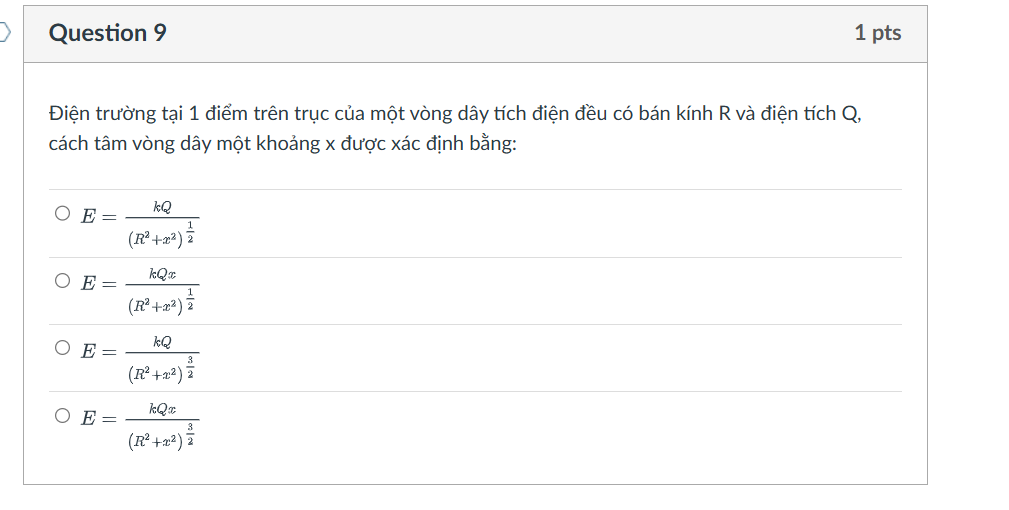 Question 9
1 pts
Điện trường tại 1 điểm trên trục của một vòng dây tích điện đều có bán kính R và điện tích Q,
cách tâm vòng dây một khoảng x được xác định bằng:
$E = \frac{kQ}{(R^2+x^2)^{\frac{1}{2}}}$
$E = \frac{kQx}{(R^2+x^2)^{\frac{1}{2}}}$
$E = \frac{kQ}{(R^2+x^2)^{\frac{3}{2}}}$
$E = \frac{kQx}{(R^2+x^2)^{\frac{3}{2}}}$